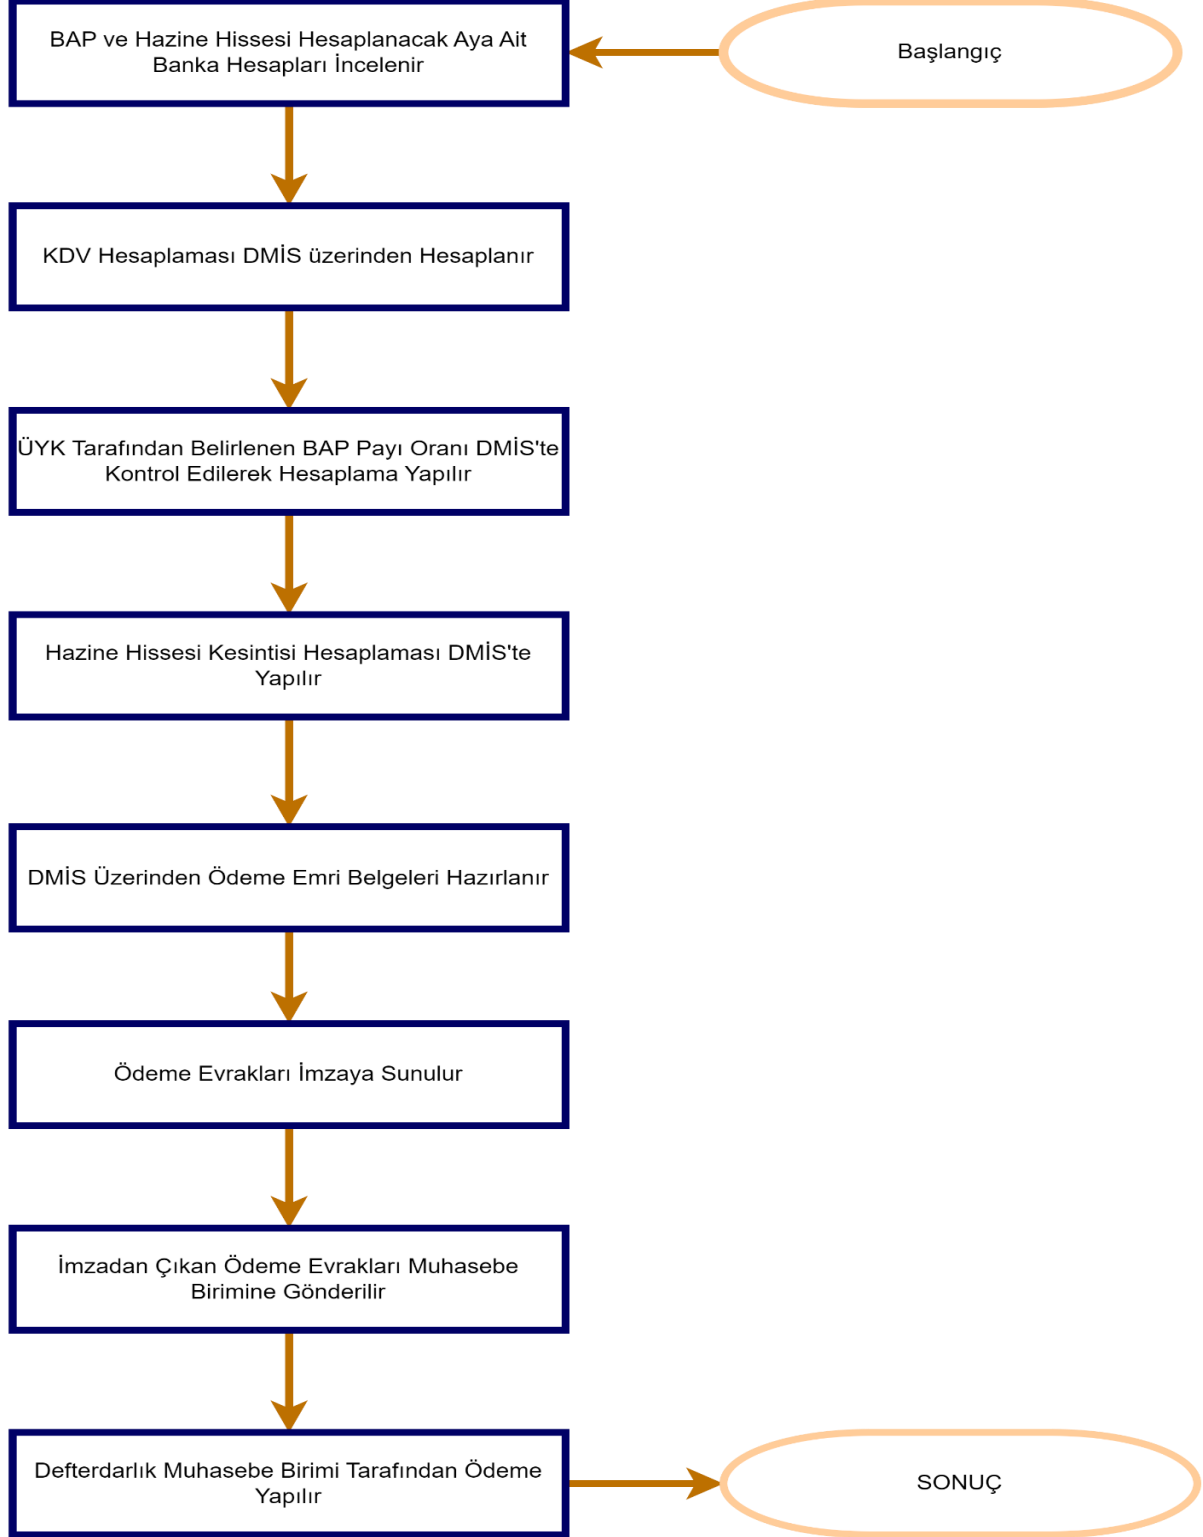 Başlangıç
BAP ve Hazine Hissesi Hesaplanacak Aya Ait
Banka Hesapları İncelenir
KDV Hesaplaması DMİS üzerinden Hesaplanır
ÜYK Tarafından Belirlenen BAP Payı Oranı DMİS'te
Kontrol Edilerek Hesaplama Yapılır
Hazine Hissesi Kesintisi Hesaplaması DMİS'te
Yapılır
DMİS Üzerinden Ödeme Emri Belgeleri Hazırlanır
Ödeme Evrakları İmzaya Sunulur
İmzadan Çıkan Ödeme Evrakları Muhasebe
Birimine Gönderilir
Defterdarlık Muhasebe Birimi Tarafından Ödeme
Yapılır
SONUÇ